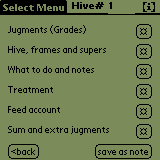 Select Menu Hive# 1 i
Jugments (Grades)
Hive, frames and supers
What to do and notes
Treatment
Feed account
Sum and extra jugments
<back save as note